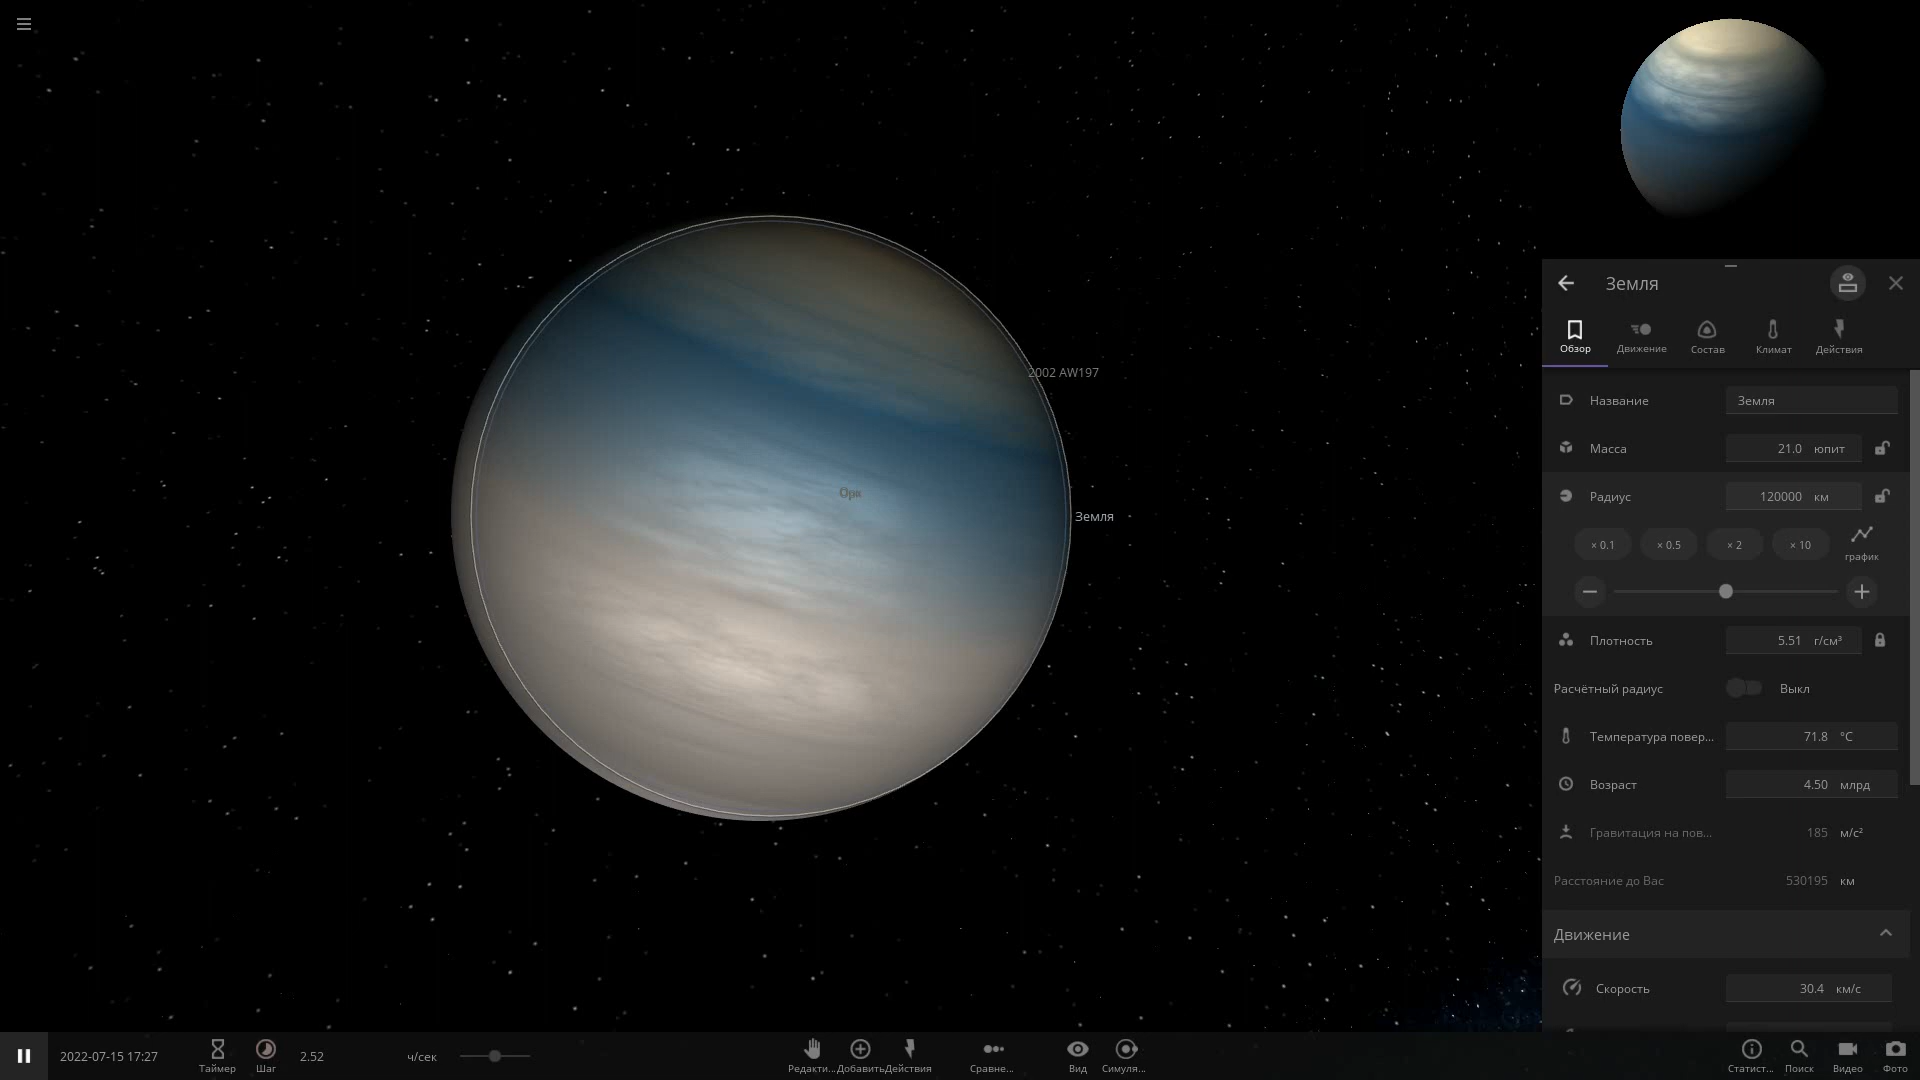 2002 AW197
Орк
Земля
Земля
Обзор
Движение
Состав
Климат
Действия
Название Земля
Масса 21.0 юпит
Радиус 120000 км
× 0.1 × 0.5 × 2 × 10 график
Плотность 5.51 г/см³
Расчётный радиус Выкл
Температура повер... 71.8 °C
Возраст 4.50 млрд
Гравитация на пов... 185 м/с²
Расстояние до Вас 530195 км
Движение
Скорость 30.4 км/с
2022-07-15 17:27
Таймер
Шаг
2.52 ч/сек
Редакти...
Добавить
Действия
Сравне...
Вид
Симуля...
Статист...
Поиск
Видео
Фото